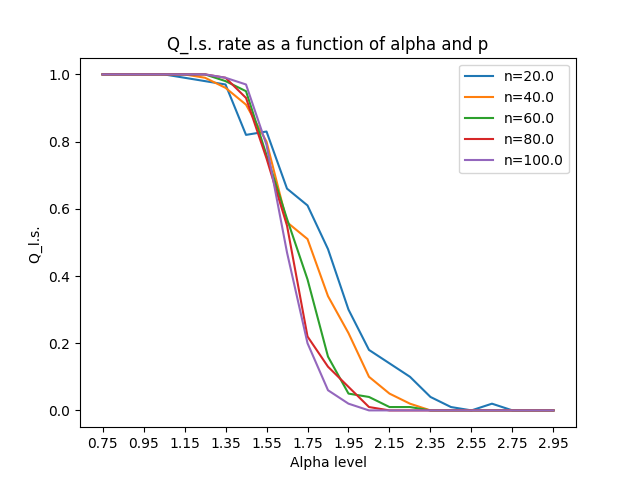 Q_l.s. rate as a function of alpha and p
1.0
0.8
0.6
0.4
0.2
0.0
Q_l.s.
n=20.0
n=40.0
n=60.0
n=80.0
n=100.0
0.75 0.95 1.15 1.35 1.55 1.75 1.95 2.15 2.35 2.55 2.75 2.95
Alpha level